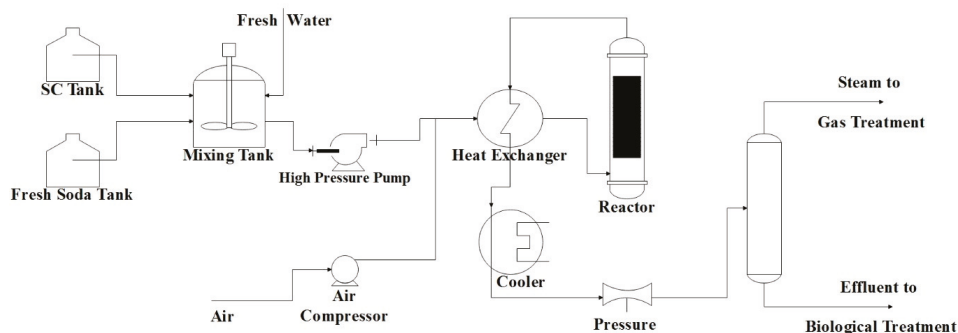 Fresh Water
SC Tank
Mixing Tank
Fresh Soda Tank
High Pressure Pump
Heat Exchanger
Reactor
Steam to
Gas Treatment
Cooler
Air
Air
Compressor
Pressure
Effluent to
Biological Treatment